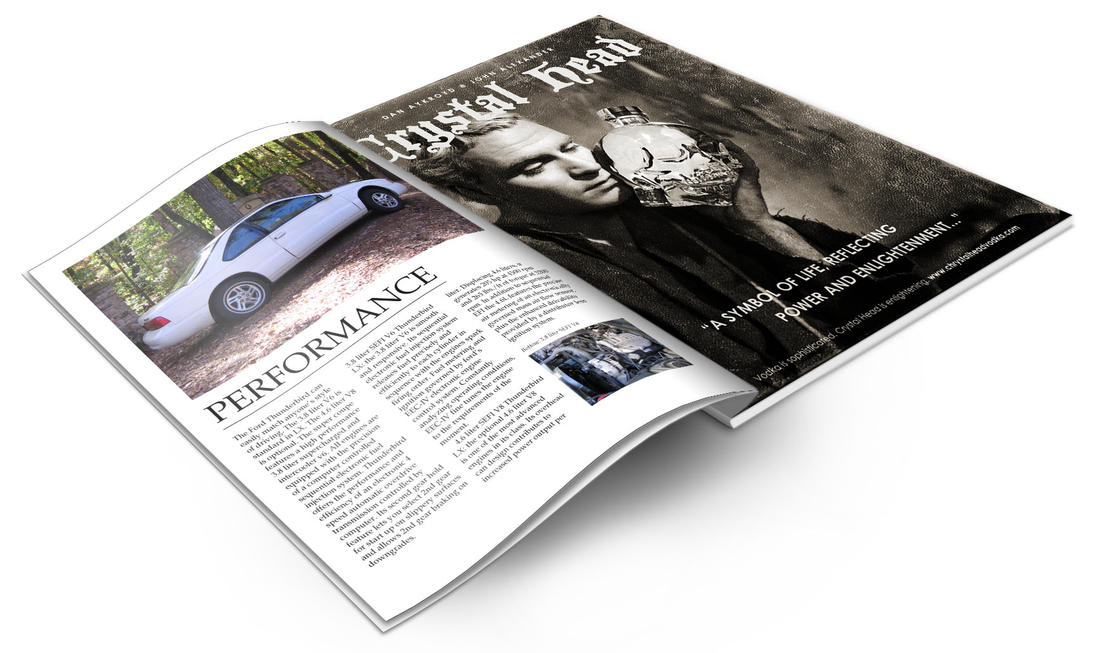 PERFORMANCE
The Ford Thunderbird can
easily match anyone's style
of driving. The 3.8 liter V6 is
standard in LX. The 4.6 liter V8
is optional. The super coupe
features a high performance
3.8 liter supercharged and
intercooler v6. All engines are
equipped with the precision
of a computer controlled
sequential electronic fuel
injection system. Thunderbird
offers the performance and
efficiency of an electronic 4
speed automatic overdrive
transmission controlled by
computer. Its second gear hold
feature lets you select 2nd gear
for start up on slippery surfaces
and allows 2nd gear braking on
downgrades.
3.8 liter SEFI V6 Thunderbird
LX, the 3.8 liter V6 is steady
and responsive. Its sequential
electronic fuel injection system
releases fuel precisely and
efficiently to each cylinder in
sequence with the engines spark
firing order. Fuel metering and
ignition governed by ford's
EEC-IV electronic engine
control system. Constantly
analyzing operating conditions,
EEC-IV fine tunes the engine
to the requirements of the
moment.
4.6 liter SEFI V8 Thunderbird
LX, the optional 4.6 liter V8
is one of the most advanced
engines in its class. Its overhead
cam design contributes to
increased power output per
liter. Displacing 4.6 liters, it
generates 205 hp at 4500 rpm
and 265 lbs./ft of torque at 3200
rpm. In addition to sequential
EFI the 4.6L features the precise
air metering of an electronically
governed mass air flow sensor,
plus the enhanced driveability
provided by a distributor less
ignition system.
Below: 3.8 liter SEFI V6
DAN AYKROYD & JOHN ALEXANDER
Crystal Head
"A SYMBOL OF LIFE, REFLECTING
POWER AND ENLIGHTENMENT..."
Vodka is sophisticated, Crystal Head is enlightening. www.chrystalheadvodka.com